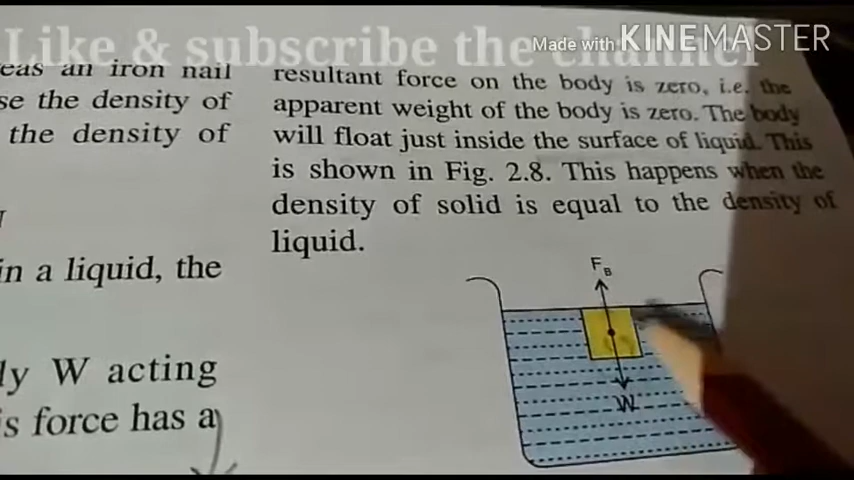 Like & subscribe the channel
Made with KINEMASTER
eas an iron nail
se the density of
the density of
in a liquid, the
ly W acting
is force has a
resultant force on the body is zero, i.e. the
apparent weight of the body is zero. The body
will float just inside the surface of liquid. This
is shown in Fig. 2.8. This happens when the
density of solid is equal to the density of
liquid.
FB
W